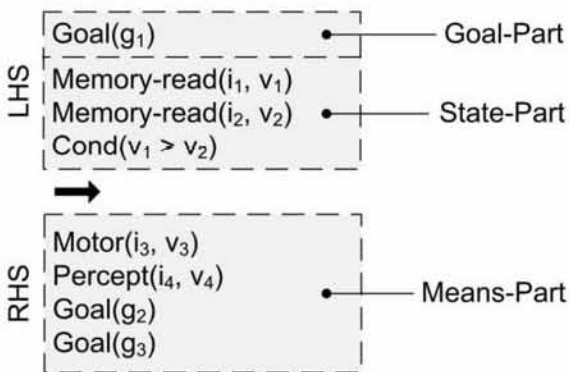 LHS
Goal(g₁)
Goal-Part
Memory-read(i₁, v₁)
Memory-read(i₂, v₂)
State-Part
Cond(v₁ > v₂)
RHS
Motor(i₃, v₃)
Percept(i₄, v₄)
Means-Part
Goal(g₂)
Goal(g₃)